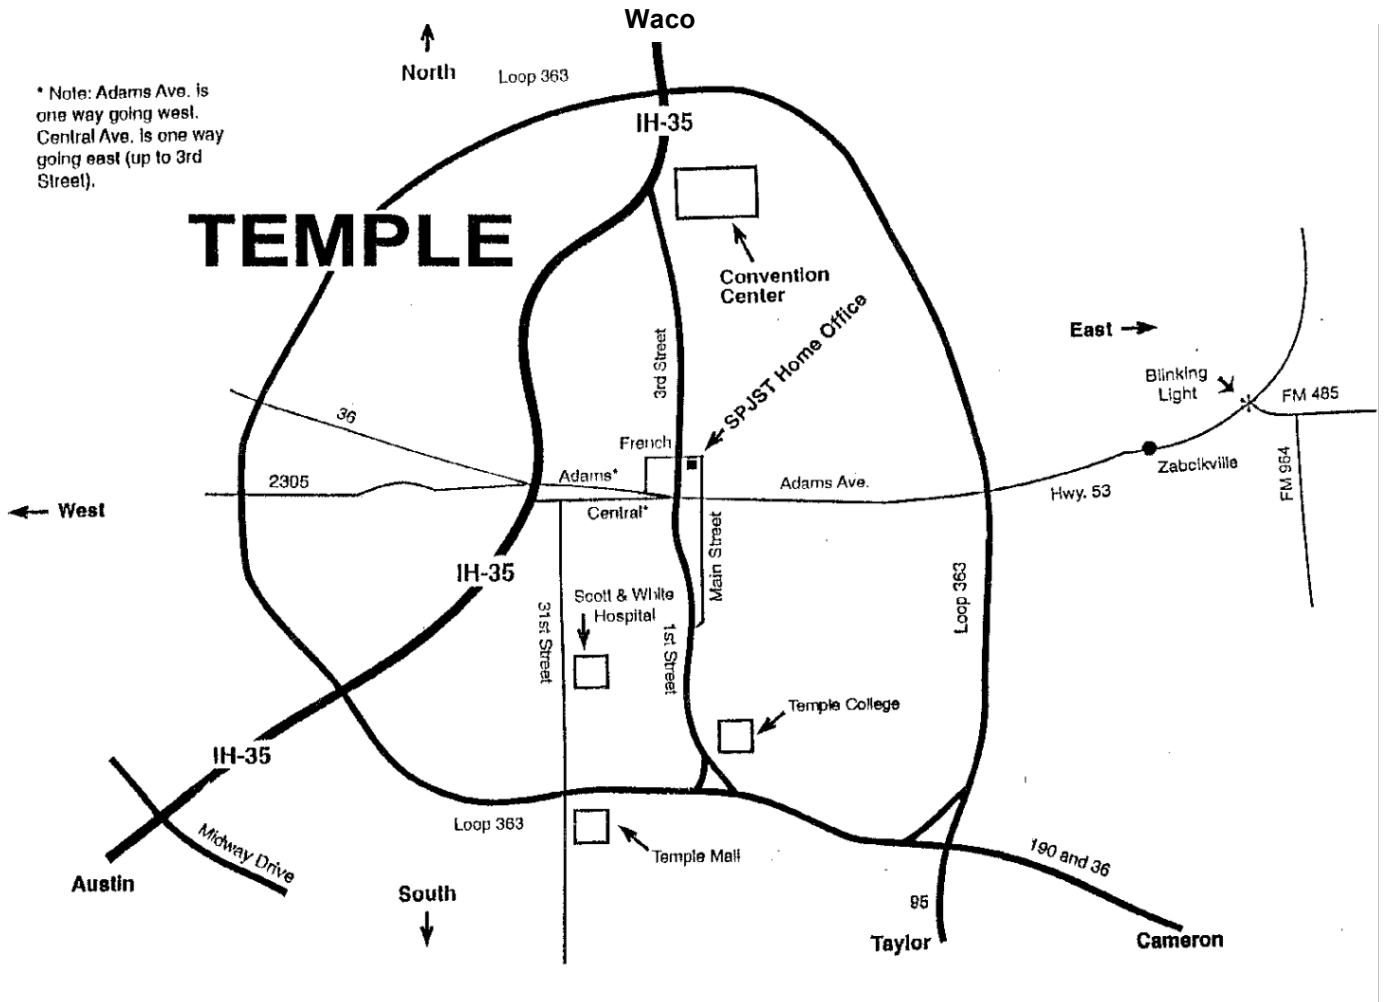 Waco
North
Loop 363
* Note: Adams Ave. is
one way going west.
Central Ave. is one way
going east (up to 3rd
Street).
IH-35
TEMPLE
Convention
Center
East
SPJST Home Office
3rd Street
Blinking
Light
FM 485
36
French
Adams*
Zabcikville
FM 964
2305
Adams Ave.
Hwy. 53
West
Central*
Main Street
IH-35
Scott & White
Hospital
31st Street
1st Street
Loop 363
Temple College
IH-35
Loop 363
Midway Drive
Temple Mall
190 and 36
Austin
South
95
Taylor
Cameron